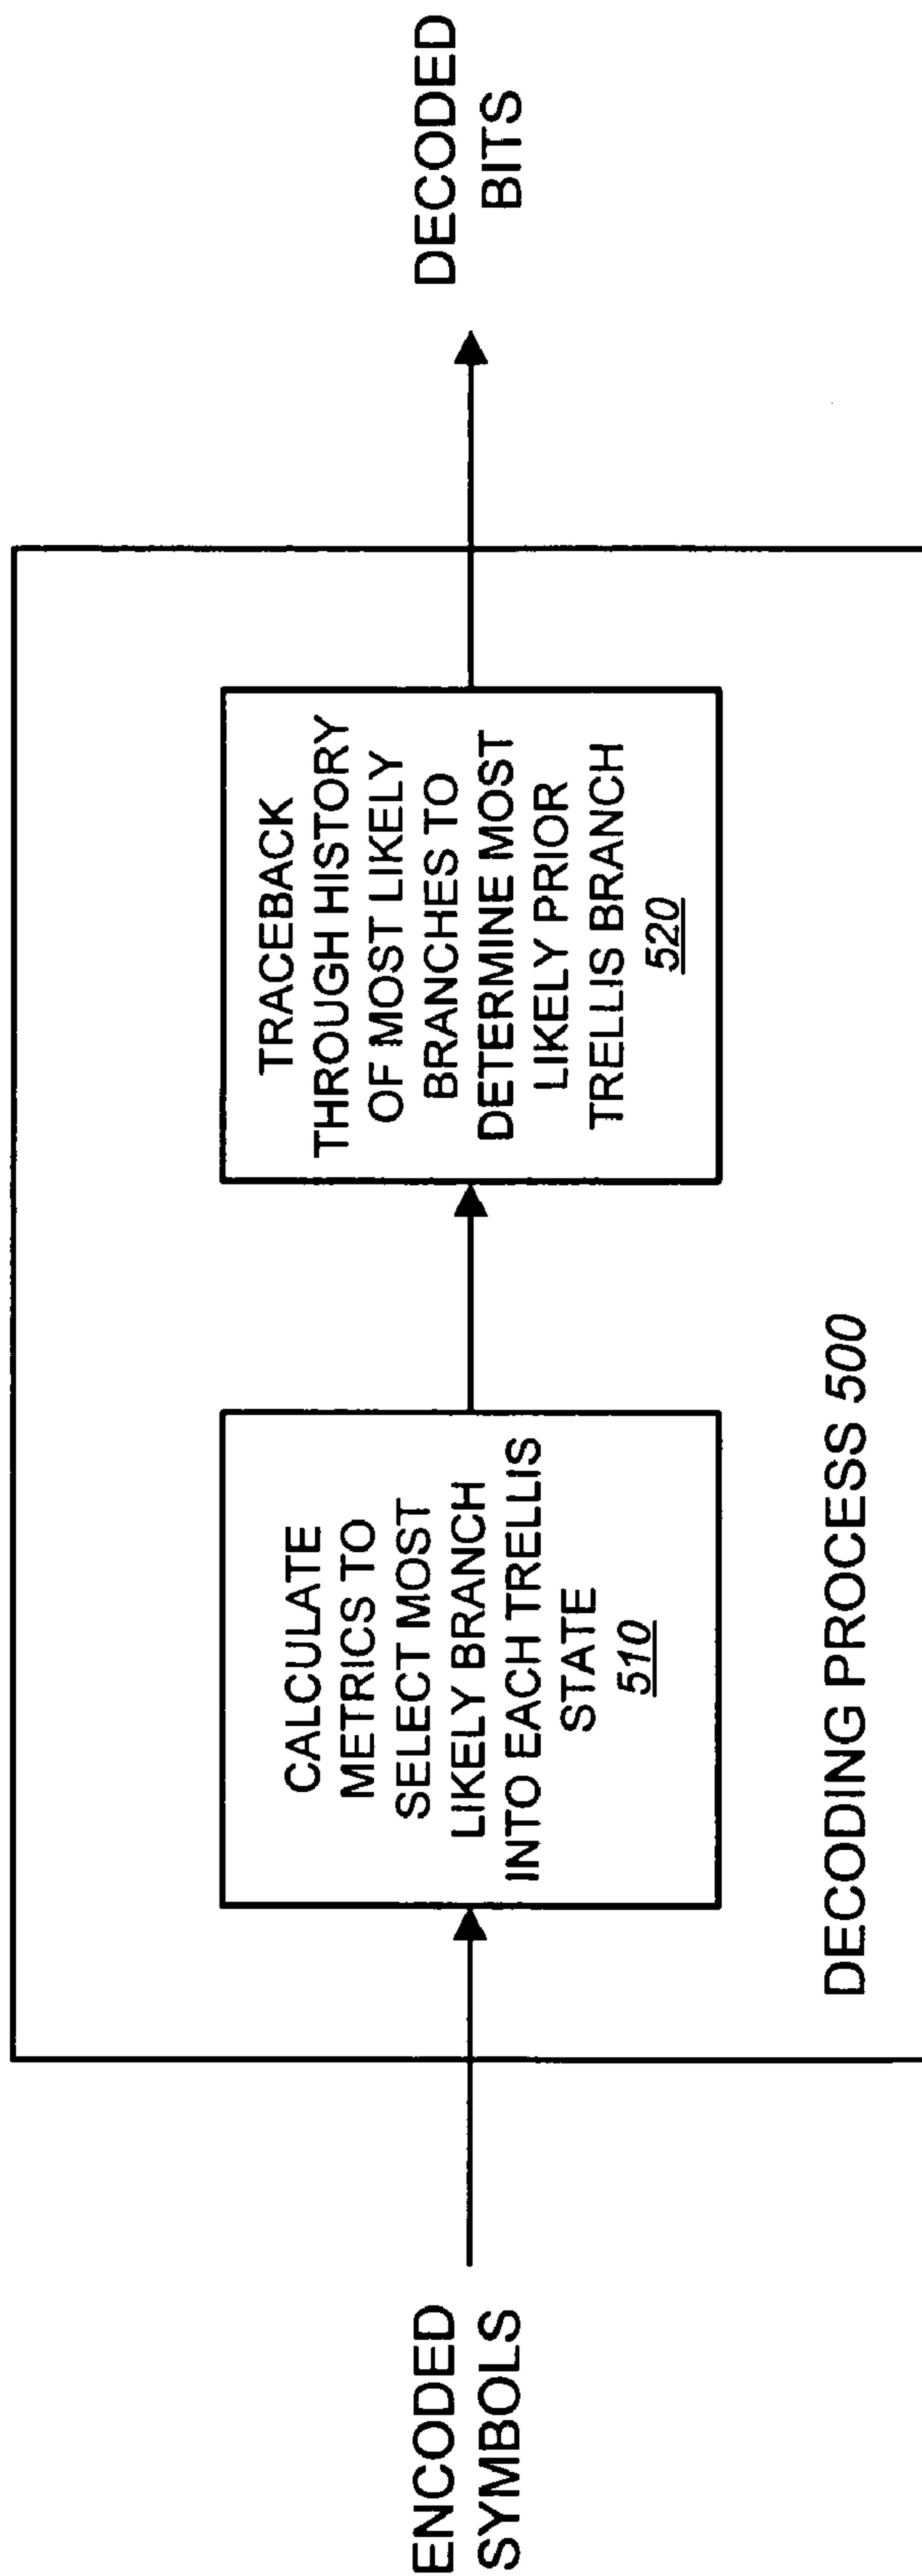 ENCODED
SYMBOLS
CALCULATE
METRICS TO
SELECT MOST
LIKELY BRANCH
INTO EACH TRELLIS
STATE
510
TRACEBACK
THROUGH HISTORY
OF MOST LIKELY
BRANCHES TO
DETERMINE MOST
LIKELY PRIOR
TRELLIS BRANCH
520
DECODED
BITS
DECODING PROCESS 500